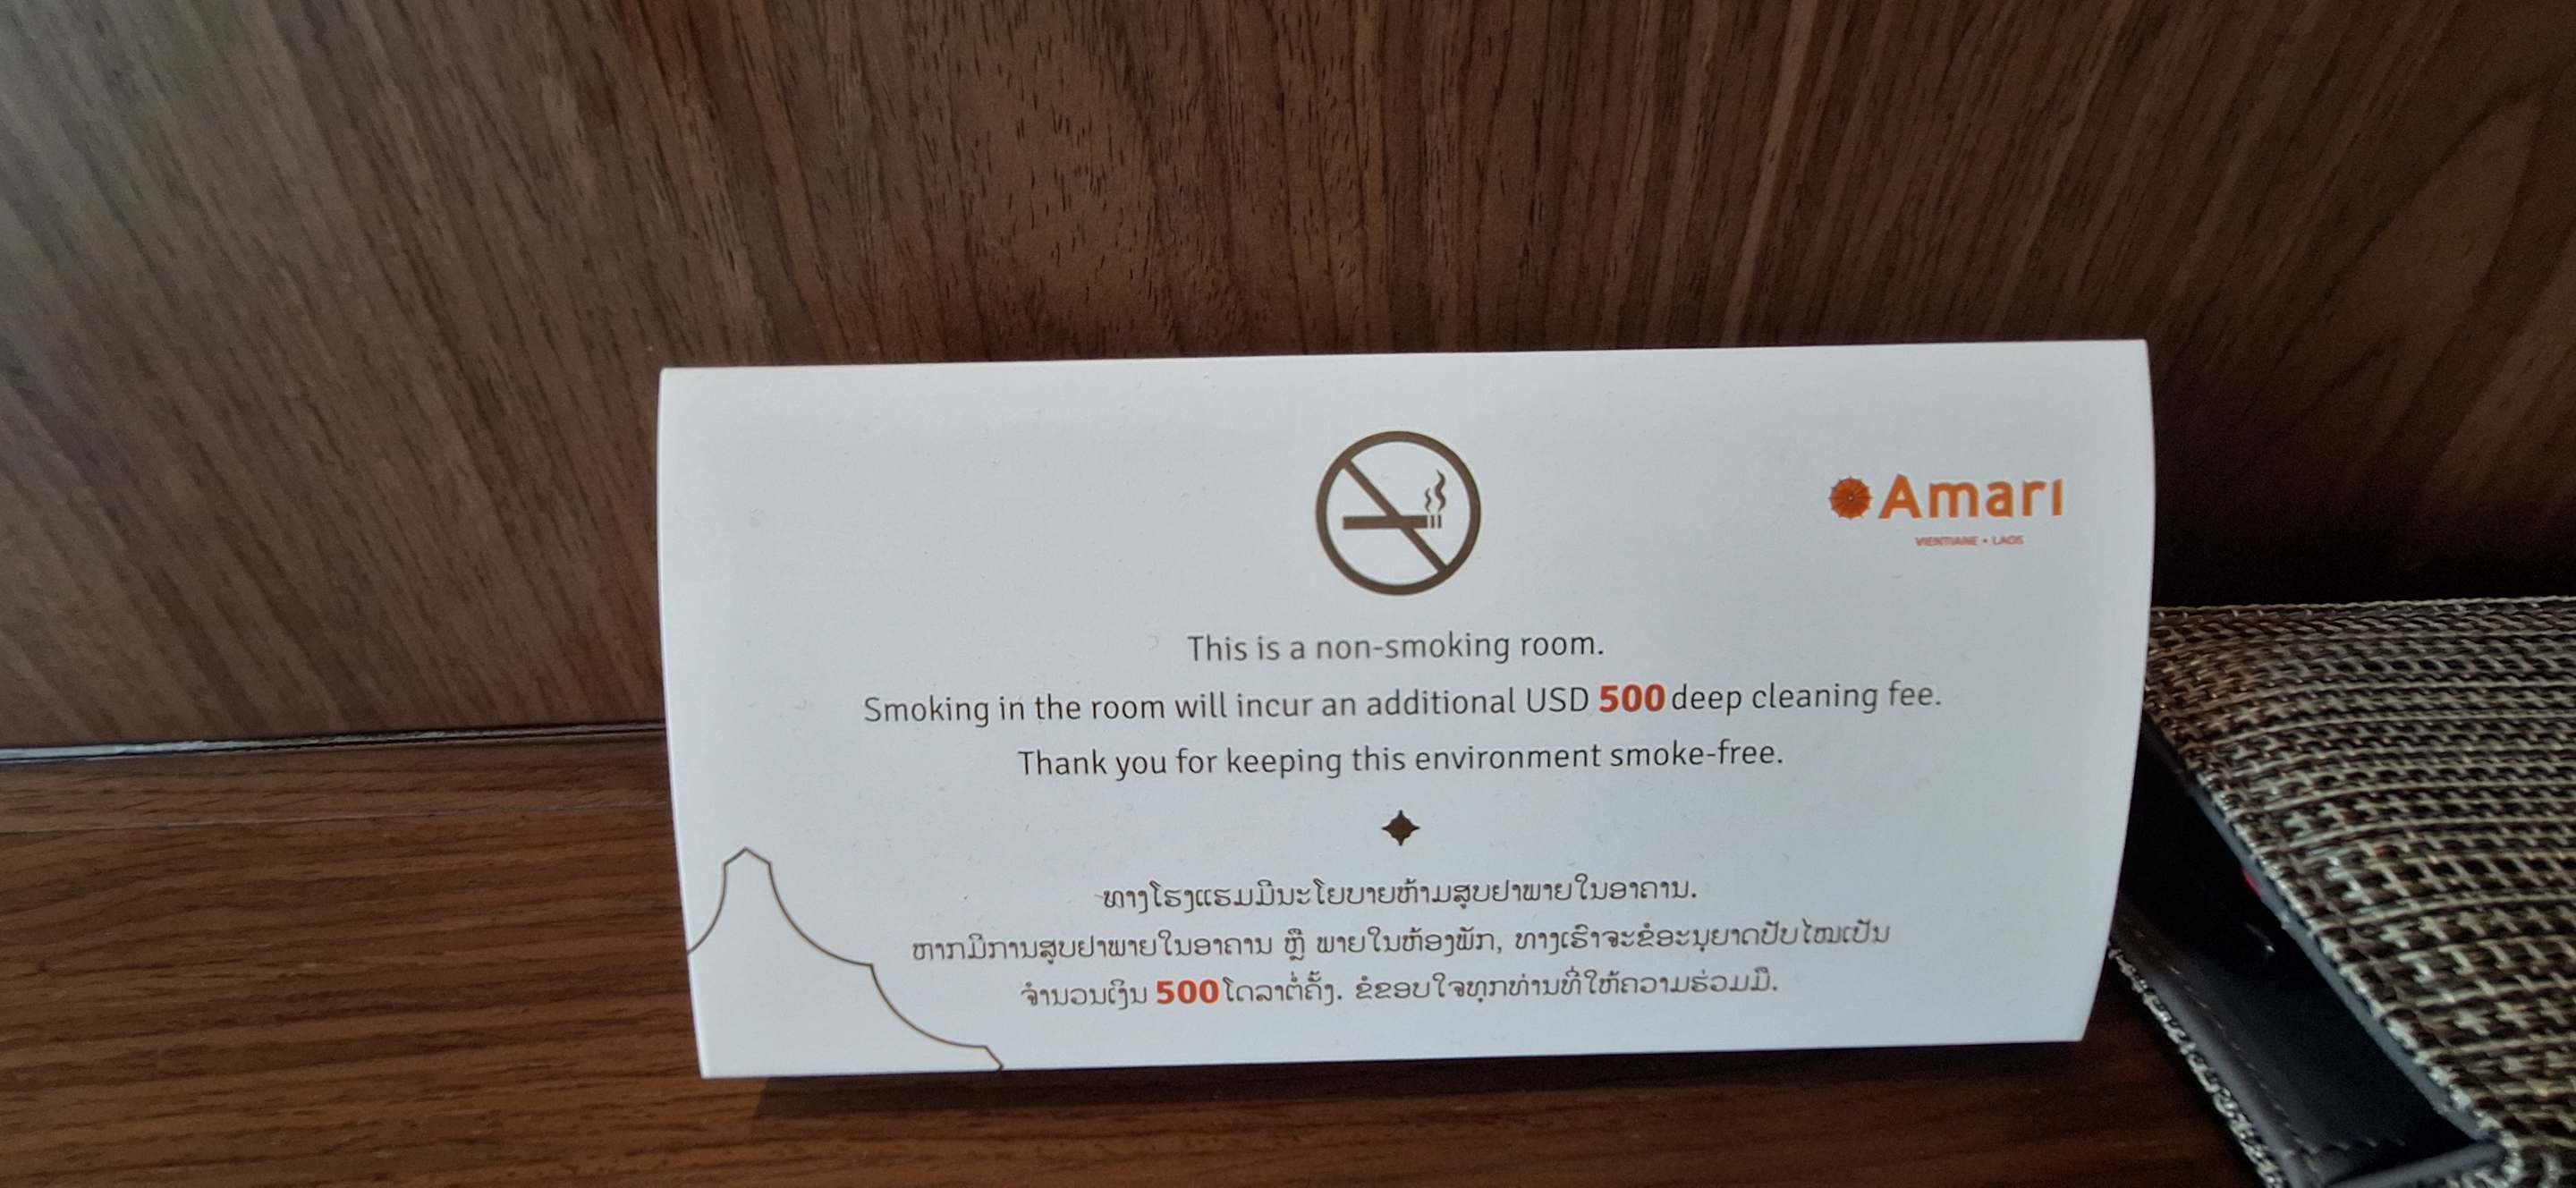 Amari
VIENTIANE • LAOS
This is a non-smoking room.
Smoking in the room will incur an additional USD 500 deep cleaning fee.
Thank you for keeping this environment smoke-free.
ທາງໂຮງແຮມມີນະໂຍບາຍຫ້າມສູບຢາພາຍໃນອາຄານ.
ຫາກມີການສູບຢາພາຍໃນອາຄານ ຫຼື ພາຍໃນຫ້ອງພັກ, ທາງເຮົາຈະຂໍອະນຸຍາດປັບໄໝເປັນ
ຈຳນວນເງິນ 500 ໂດລາຕໍ່ຄັ້ງ. ຂໍຂອບໃຈທຸກທ່ານທີ່ໃຫ້ຄວາມຮ່ວມມື.